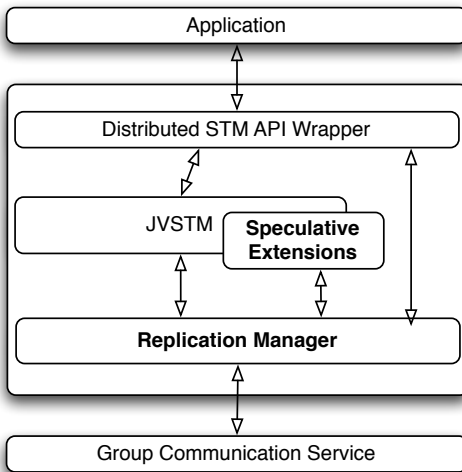 Application
Distributed STM API Wrapper
JVSTM
Speculative
Extensions
Replication Manager
Group Communication Service